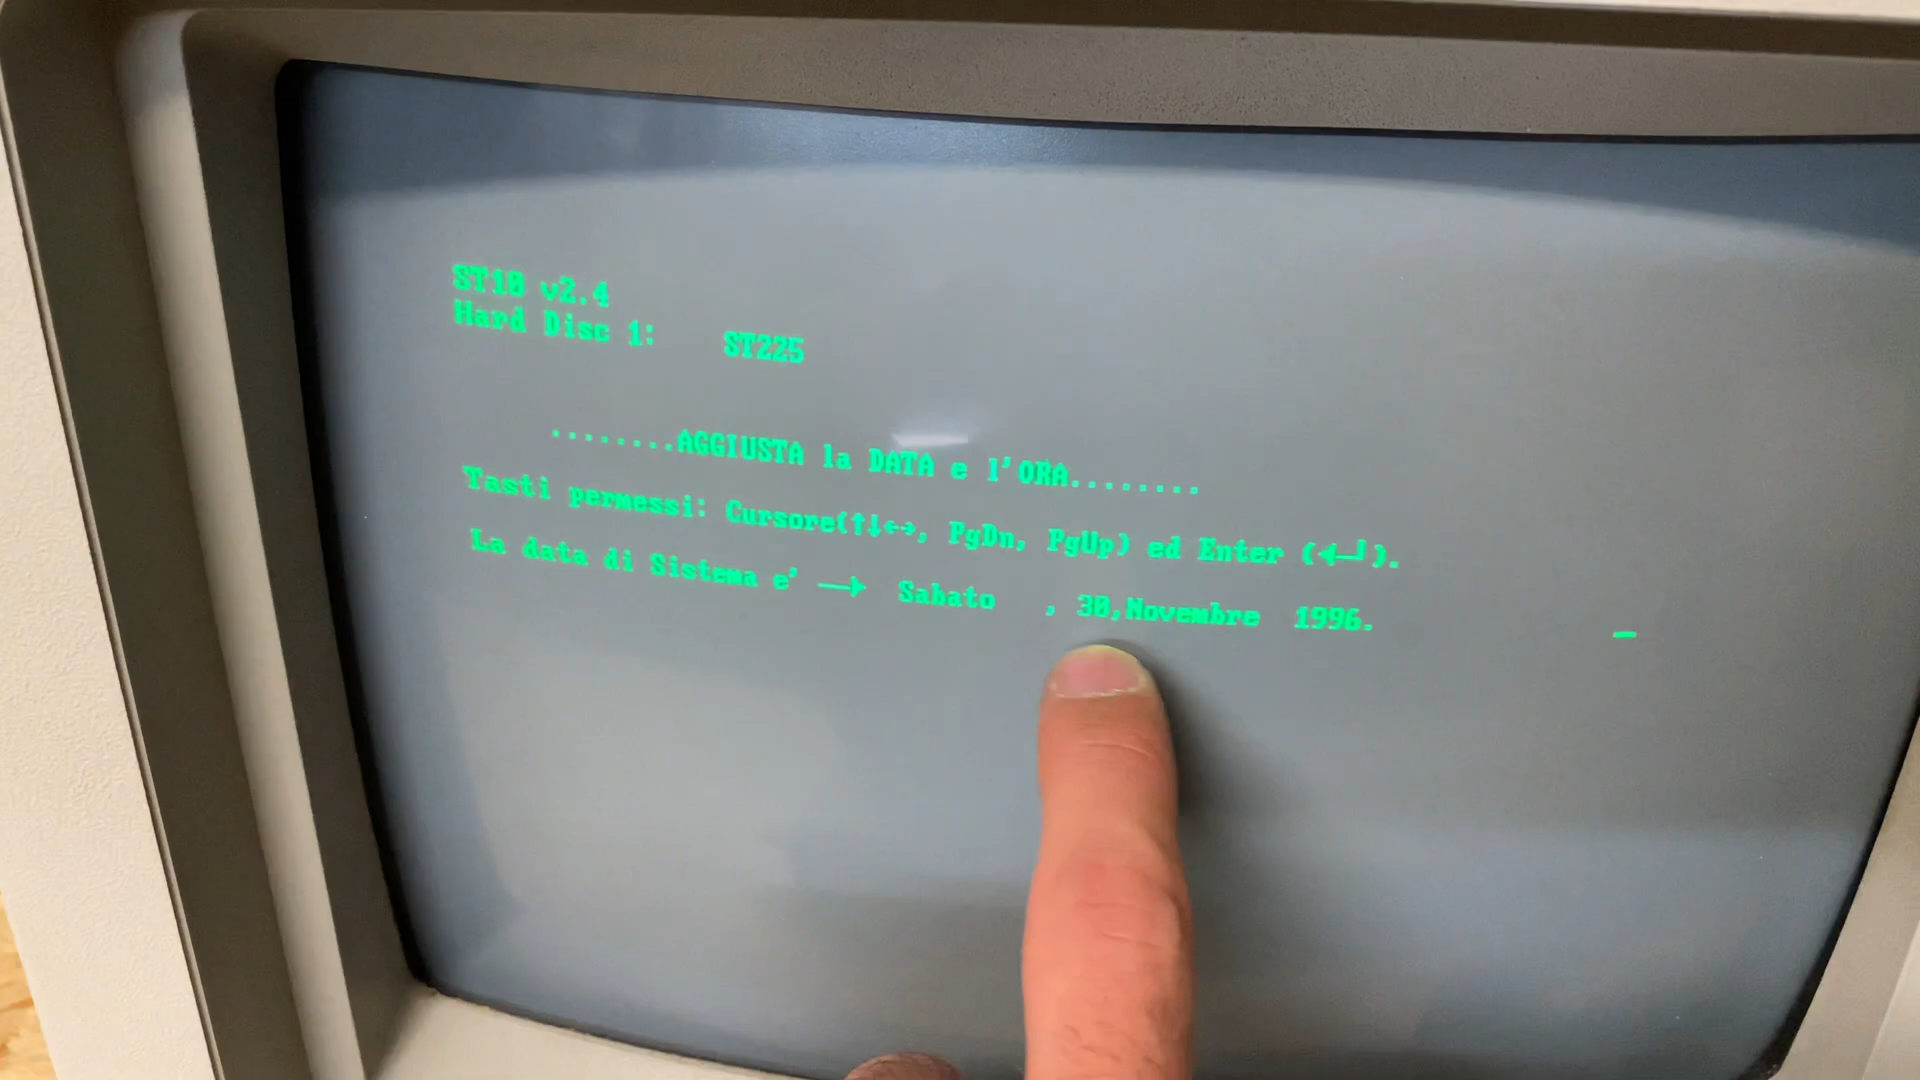 ST10 v2.4
Hard Disc 1: ST225
........AGGIUSTA la DATA e l'ORA........
Tasti permessi: Cursore(↑↓↔, PgDn, PgUp) ed Enter (◄─┘).
La data di Sistema e' ─► Sabato , 30,Novembre 1996.